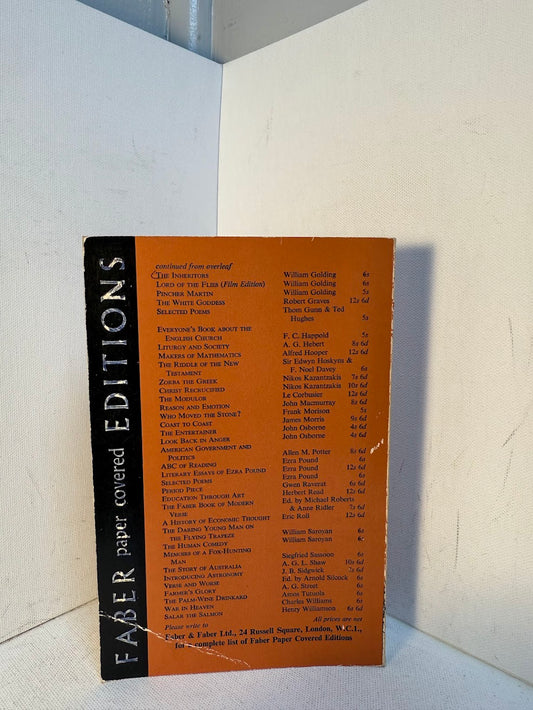 FABER paper covered EDITIONS
continued from overleaf
THE INHERITORS William Golding 6s
LORD OF THE FLIES (Film Edition) William Golding 6s
PINCHER MARTIN William Golding 5s
THE WHITE GODDESS Robert Graves 12s 6d
SELECTED POEMS Thom Gunn & Ted
Hughes 5s
EVERYONE'S BOOK ABOUT THE
ENGLISH CHURCH F. C. Happold 5s
LITURGY AND SOCIETY A. G. Hebert 8s 6d
MAKERS OF MATHEMATICS Alfred Hooper 12s 6d
THE RIDDLE OF THE NEW Sir Edwyn Hoskyns &
TESTAMENT F. Noel Davey 6s
ZORBA THE GREEK Nikos Kazantzakis 7s 6d
CHRIST RECRUCIFIED Nikos Kazantzakis 10s 6d
THE MODULOR Le Corbusier 12s 6d
REASON AND EMOTION John Macmurray 8s 6d
WHO MOVED THE STONE? Frank Morison 5s
COAST TO COAST James Morris 9s 6d
THE ENTERTAINER John Osborne 4s 6d
LOOK BACK IN ANGER John Osborne 4s 6d
AMERICAN GOVERNMENT AND
POLITICS Allen M. Potter 8s 6d
ABC OF READING Ezra Pound 6s
LITERARY ESSAYS OF EZRA POUND Ezra Pound 12s 6d
SELECTED POEMS Ezra Pound 6s
PERIOD PIECE Gwen Raverat 6s 6d
EDUCATION THROUGH ART Herbert Read 12s 6d
THE FABER BOOK OF MODERN Ed. by Michael Roberts
VERSE & Anne Ridler 7s 6d
A HISTORY OF ECONOMIC THOUGHT Eric Roll 12s 6d
THE DARING YOUNG MAN ON
THE FLYING TRAPEZE William Saroyan 6s
THE HUMAN COMEDY William Saroyan 6s
MEMOIRS OF A FOX-HUNTING
MAN Siegfried Sassoon 6s
THE STORY OF AUSTRALIA A. G. L. Shaw 10s 6d
INTRODUCING ASTRONOMY J. B. Sidgwick 7s 6d
VERSE AND WORSE Ed. by Arnold Silcock 6s
FARMER'S GLORY A. G. Street 6s
THE PALM-WINE DRINKARD Amos Tutuola 6s
WAR IN HEAVEN Charles Williams 6s
SALAR THE SALMON Henry Williamson 6s 6d
Please write to All prices are net
Faber & Faber Ltd., 24 Russell Square, London, W.C.1.,
for a complete list of Faber Paper Covered Editions